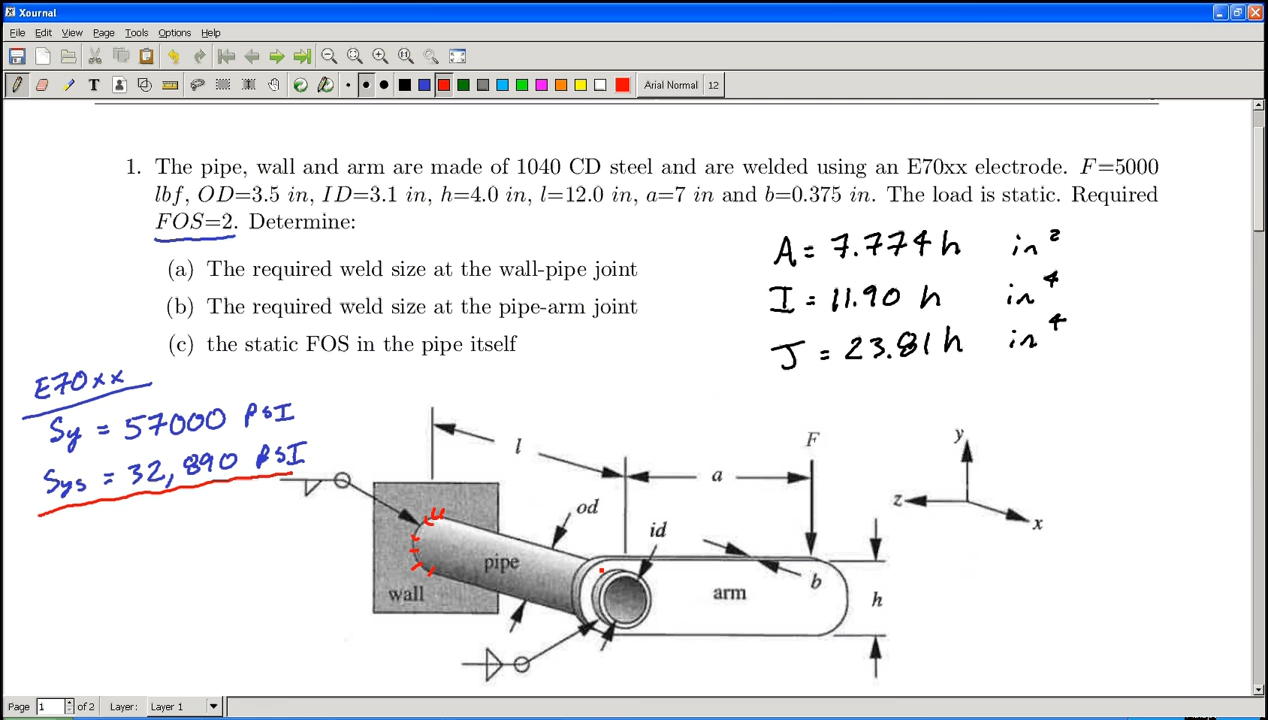 Xournal
File Edit View Page Tools Options Help
T Arial Normal 12
1. The pipe, wall and arm are made of 1040 CD steel and are welded using an E70xx electrode. F=5000
lbf, OD=3.5 in, ID=3.1 in, h=4.0 in, l=12.0 in, a=7 in and b=0.375 in. The load is static. Required
FOS=2. Determine:
(a) The required weld size at the wall-pipe joint
(b) The required weld size at the pipe-arm joint
(c) the static FOS in the pipe itself
A = 7.774 h in²
I = 11.90 h in⁴
J = 23.81 h in⁴
E70xx
Sy = 57000 PSI
Sys = 32,890 PSI
l
F
y
a
z
x
od
id
pipe
b
wall
arm
h
Page 1 of 2 Layer: Layer 1